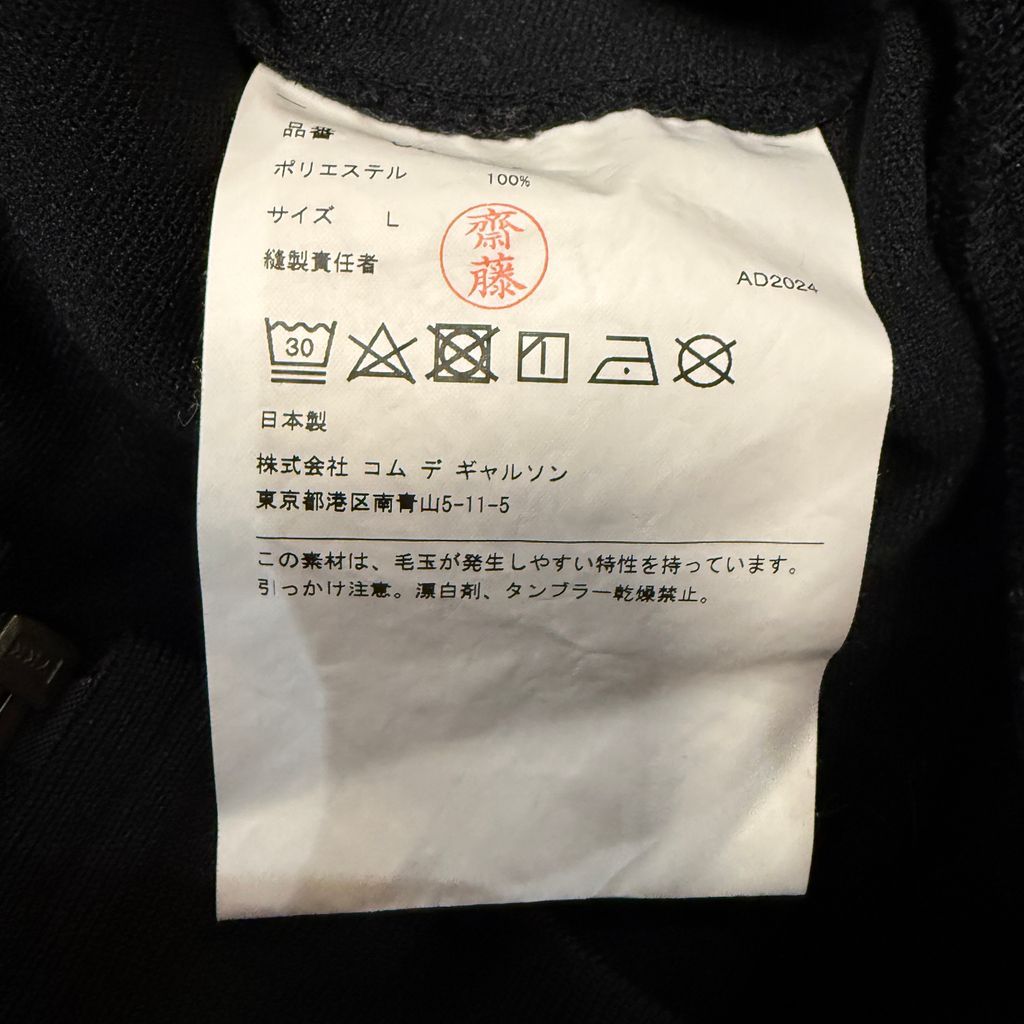 品番
ポリエステル 100%
サイズ L
縫製責任者 齋藤
AD2024
30
日本製
株式会社 コム デ ギャルソン
東京都港区南青山5-11-5
この素材は、毛玉が発生しやすい特性を持っています。
引っかけ注意。漂白剤、タンブラー乾燥禁止。